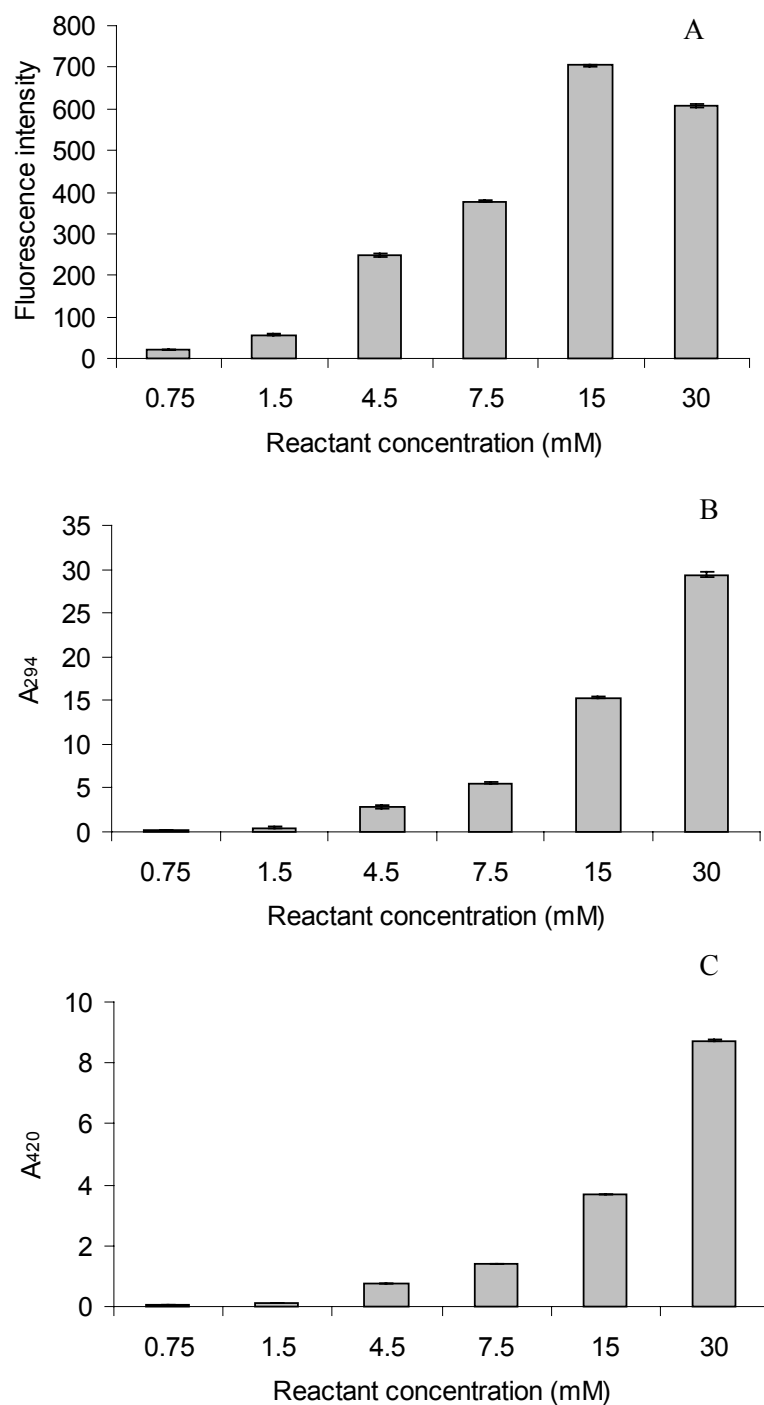 A
800
700
600
500
400
300
200
100
0
Fluorescence intensity
0.75 1.5 4.5 7.5 15 30
Reactant concentration (mM)
B
35
30
25
20
15
10
5
0
A294
0.75 1.5 4.5 7.5 15 30
Reactant concentration (mM)
C
10
8
6
4
2
0
A420
0.75 1.5 4.5 7.5 15 30
Reactant concentration (mM)